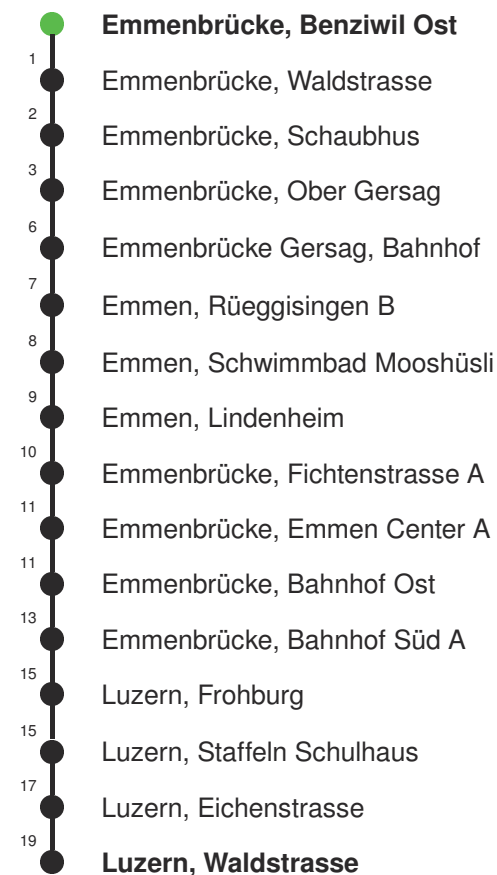 Emmenbrücke, Benziwil Ost
1
Emmenbrücke, Waldstrasse
2
Emmenbrücke, Schaubhus
3
Emmenbrücke, Ober Gersag
6
Emmenbrücke Gersag, Bahnhof
7
Emmen, Rüeggisingen B
8
Emmen, Schwimmbad Mooshüsli
9
Emmen, Lindenheim
10
Emmenbrücke, Fichtenstrasse A
11
Emmenbrücke, Emmen Center A
11
Emmenbrücke, Bahnhof Ost
13
Emmenbrücke, Bahnhof Süd A
15
Luzern, Frohburg
15
Luzern, Staffeln Schulhaus
17
Luzern, Eichenstrasse
19
Luzern, Waldstrasse